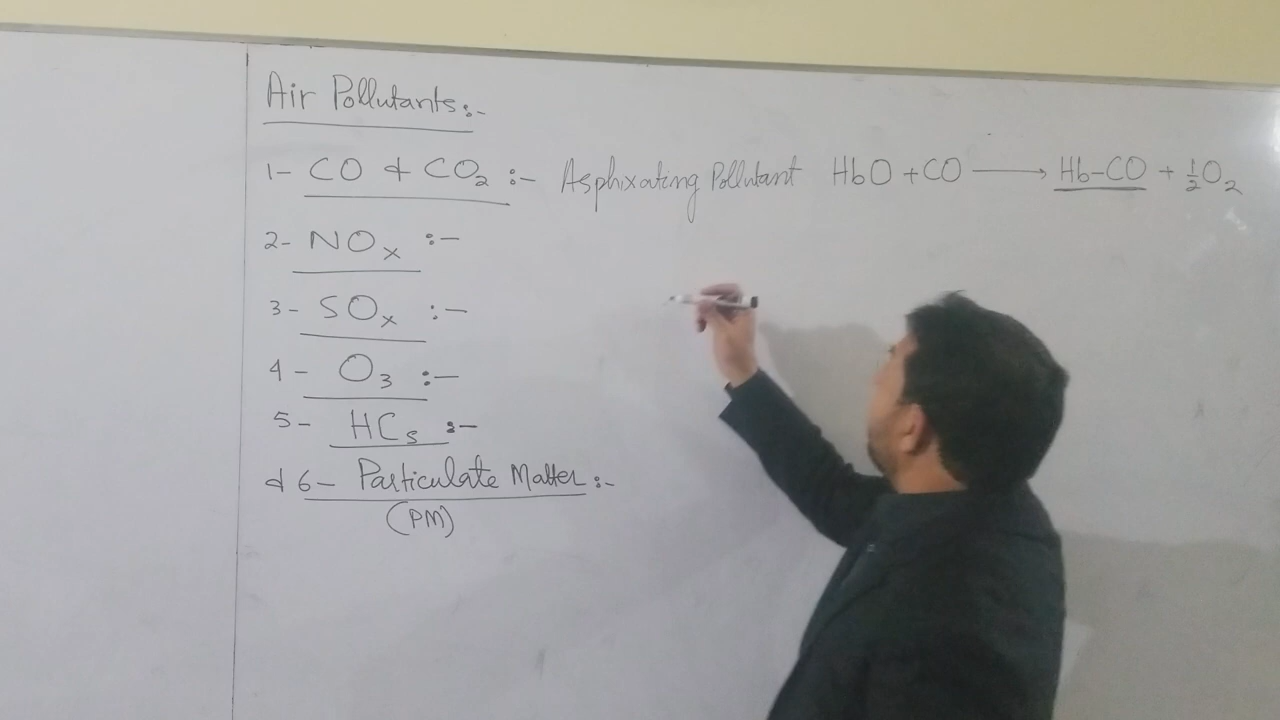 Air Pollutants:-
1- CO & CO₂ :- Asphixating Pollutant HbO + CO ⟶ Hb-CO + ½O₂
2- NOₓ :-
3- SOₓ :-
4- O₃ :-
5- HCₛ :-
& 6- Particulate Matter :-
(PM)